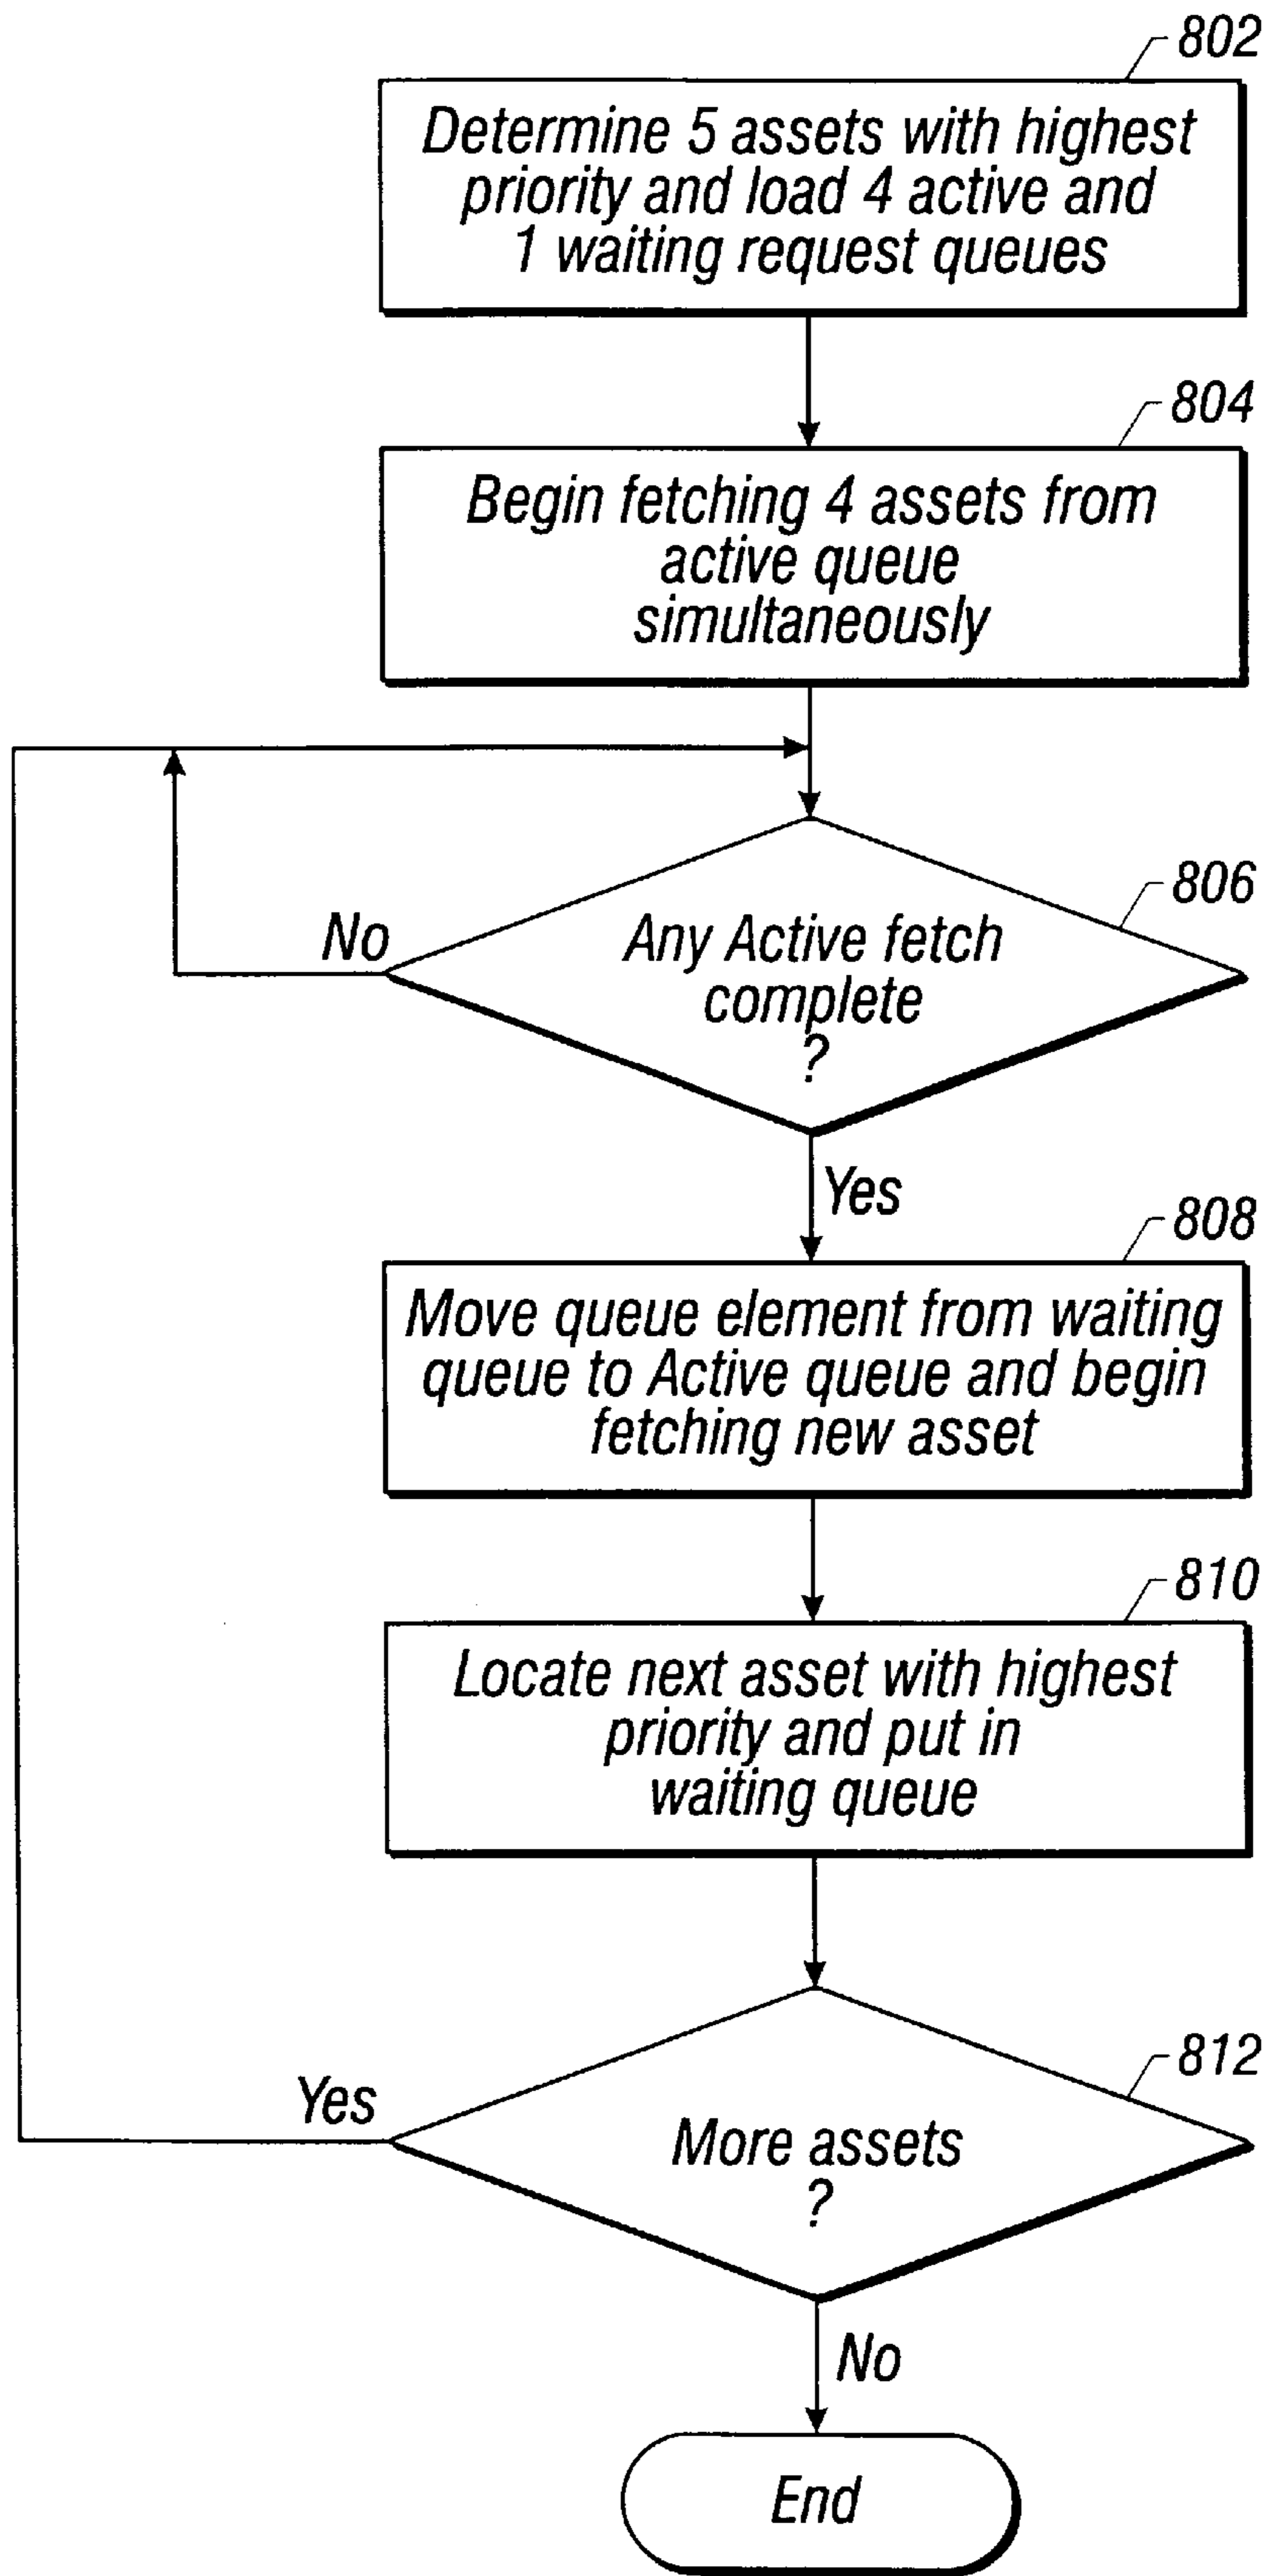 802
Determine 5 assets with highest
priority and load 4 active and
1 waiting request queues
804
Begin fetching 4 assets from
active queue
simultaneously
806
No
Any Active fetch
complete
?
Yes
808
Move queue element from waiting
queue to Active queue and begin
fetching new asset
810
Locate next asset with highest
priority and put in
waiting queue
812
Yes
More assets
?
No
End